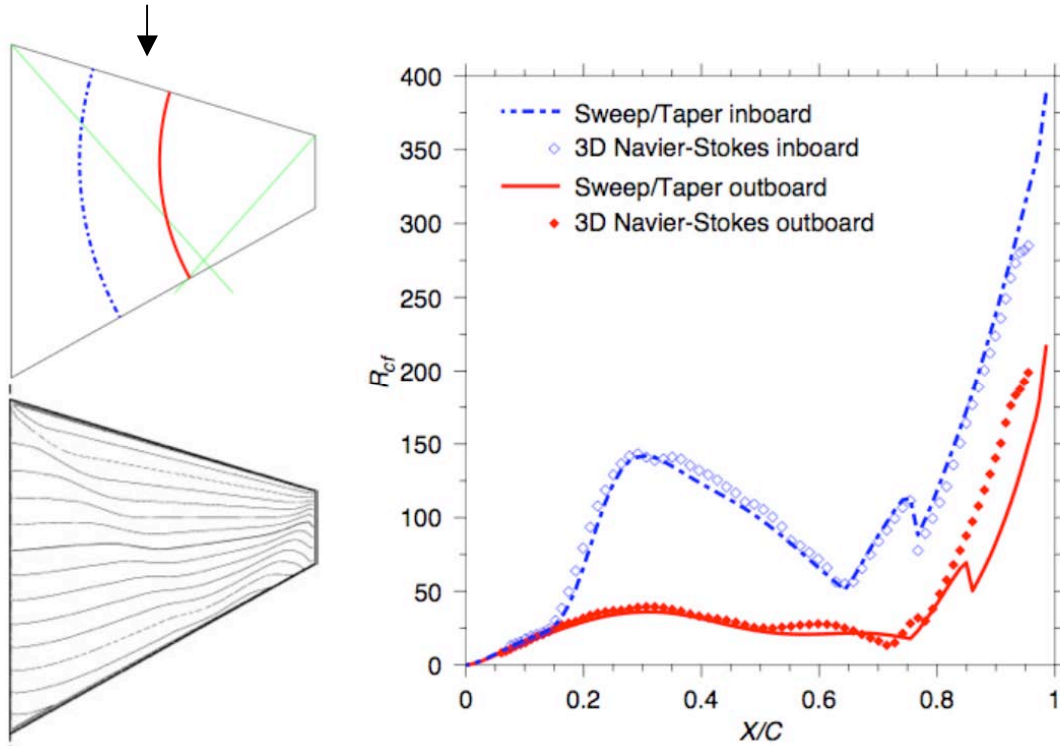 400
350
300
250
200
150
100
50
0
R_cf
Sweep/Taper inboard
3D Navier-Stokes inboard
Sweep/Taper outboard
3D Navier-Stokes outboard
0 0.2 0.4 0.6 0.8 1
X/C